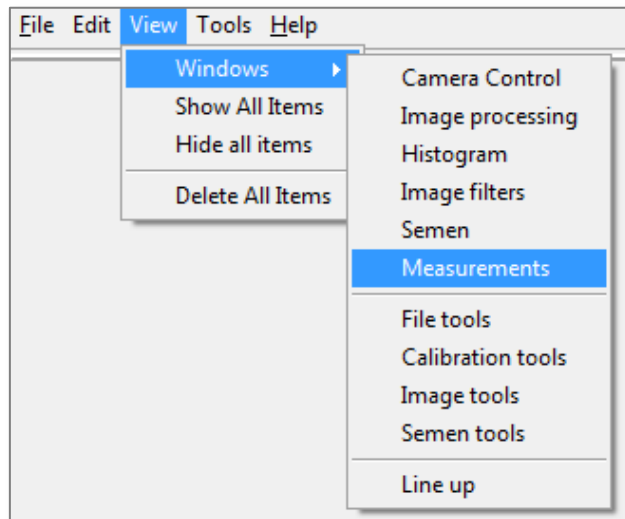 File Edit View Tools Help
Windows
Show All Items
Hide all items
Delete All Items
Camera Control
Image processing
Histogram
Image filters
Semen
Measurements
File tools
Calibration tools
Image tools
Semen tools
Line up